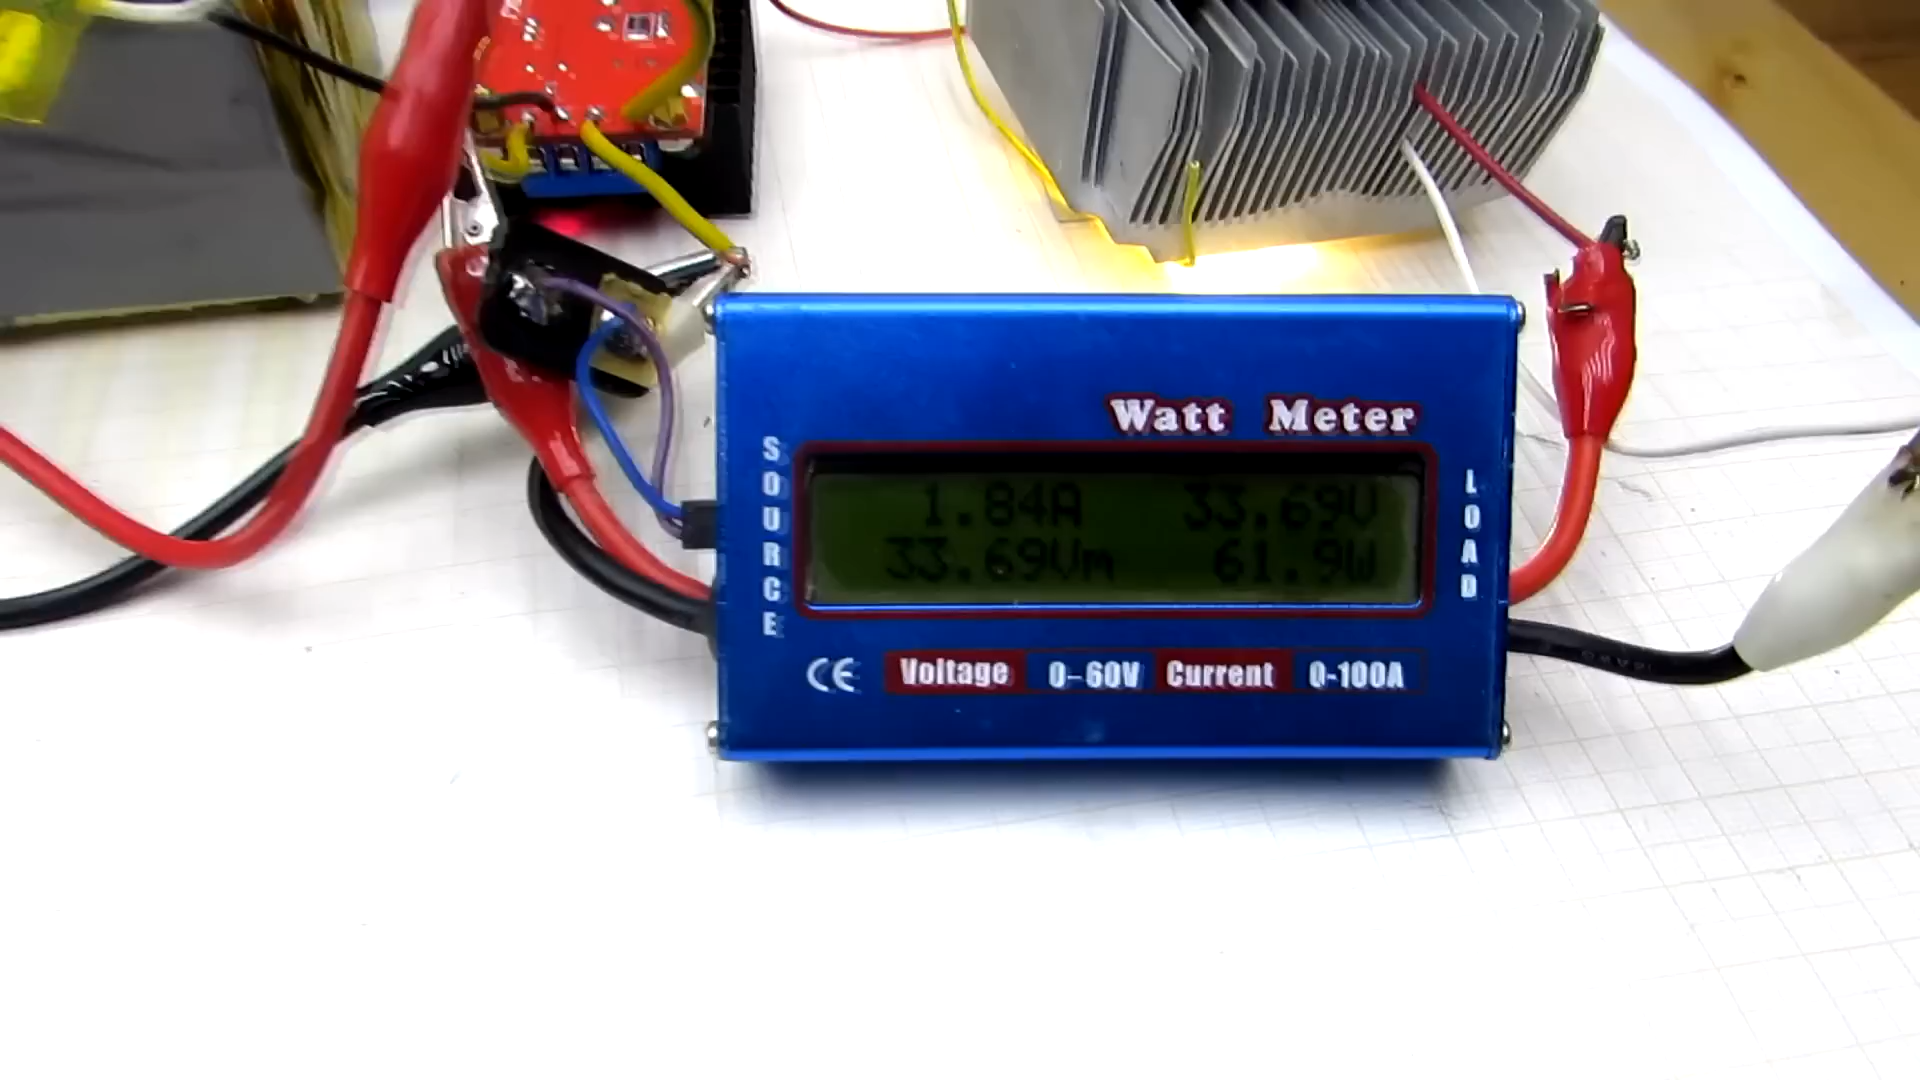 Watt Meter
SOURCE
1.84A 33.69V
33.69Vm 61.9W
LOAD
CE Voltage 0-60V Current 0-100A